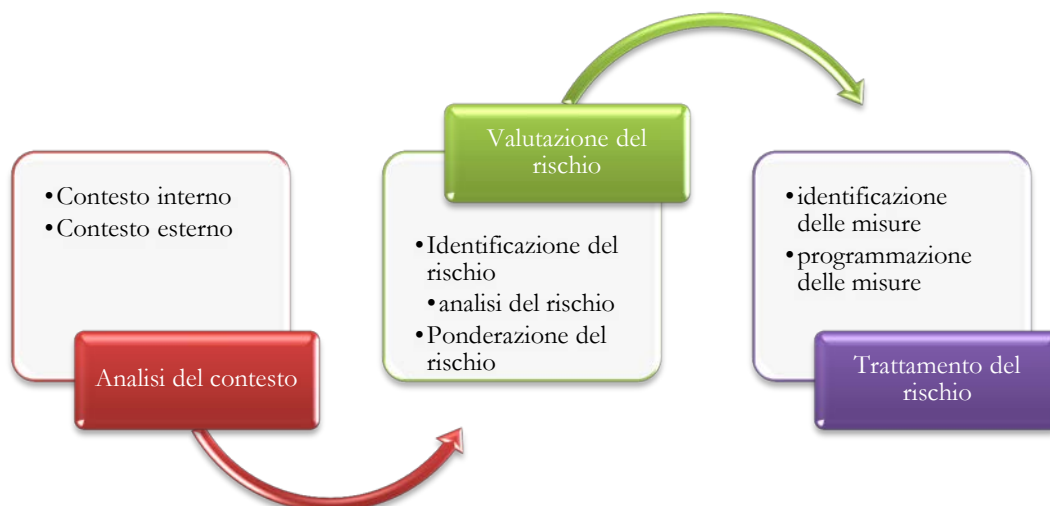 •Contesto interno
•Contesto esterno
Analisi del contesto
Valutazione del
rischio
•Identificazione del
rischio
•analisi del rischio
•Ponderazione del
rischio
•identificazione
delle misure
•programmazione
delle misure
Trattamento del
rischio